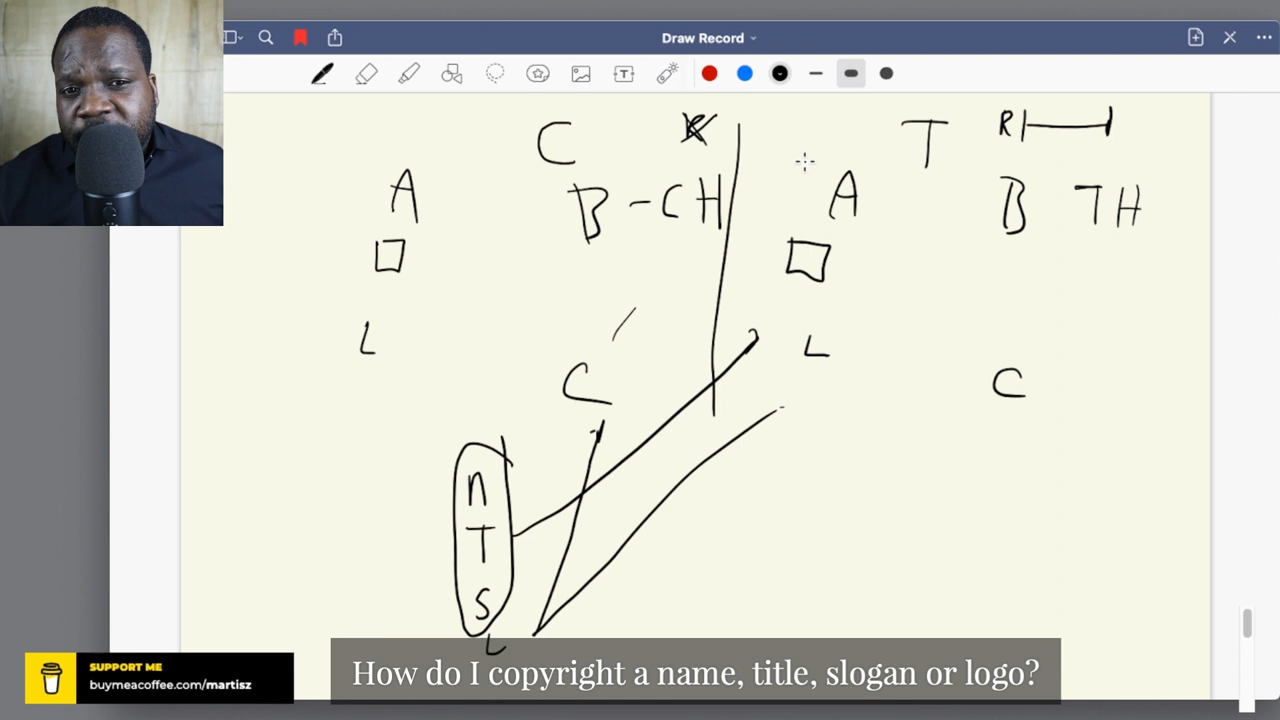 Draw Record
T
C K T R
A B - CH A B TH
L L
C C
n
T
S
L
How do I copyright a name, title, slogan or logo?
SUPPORT ME
buymeacoffee.com/martisz